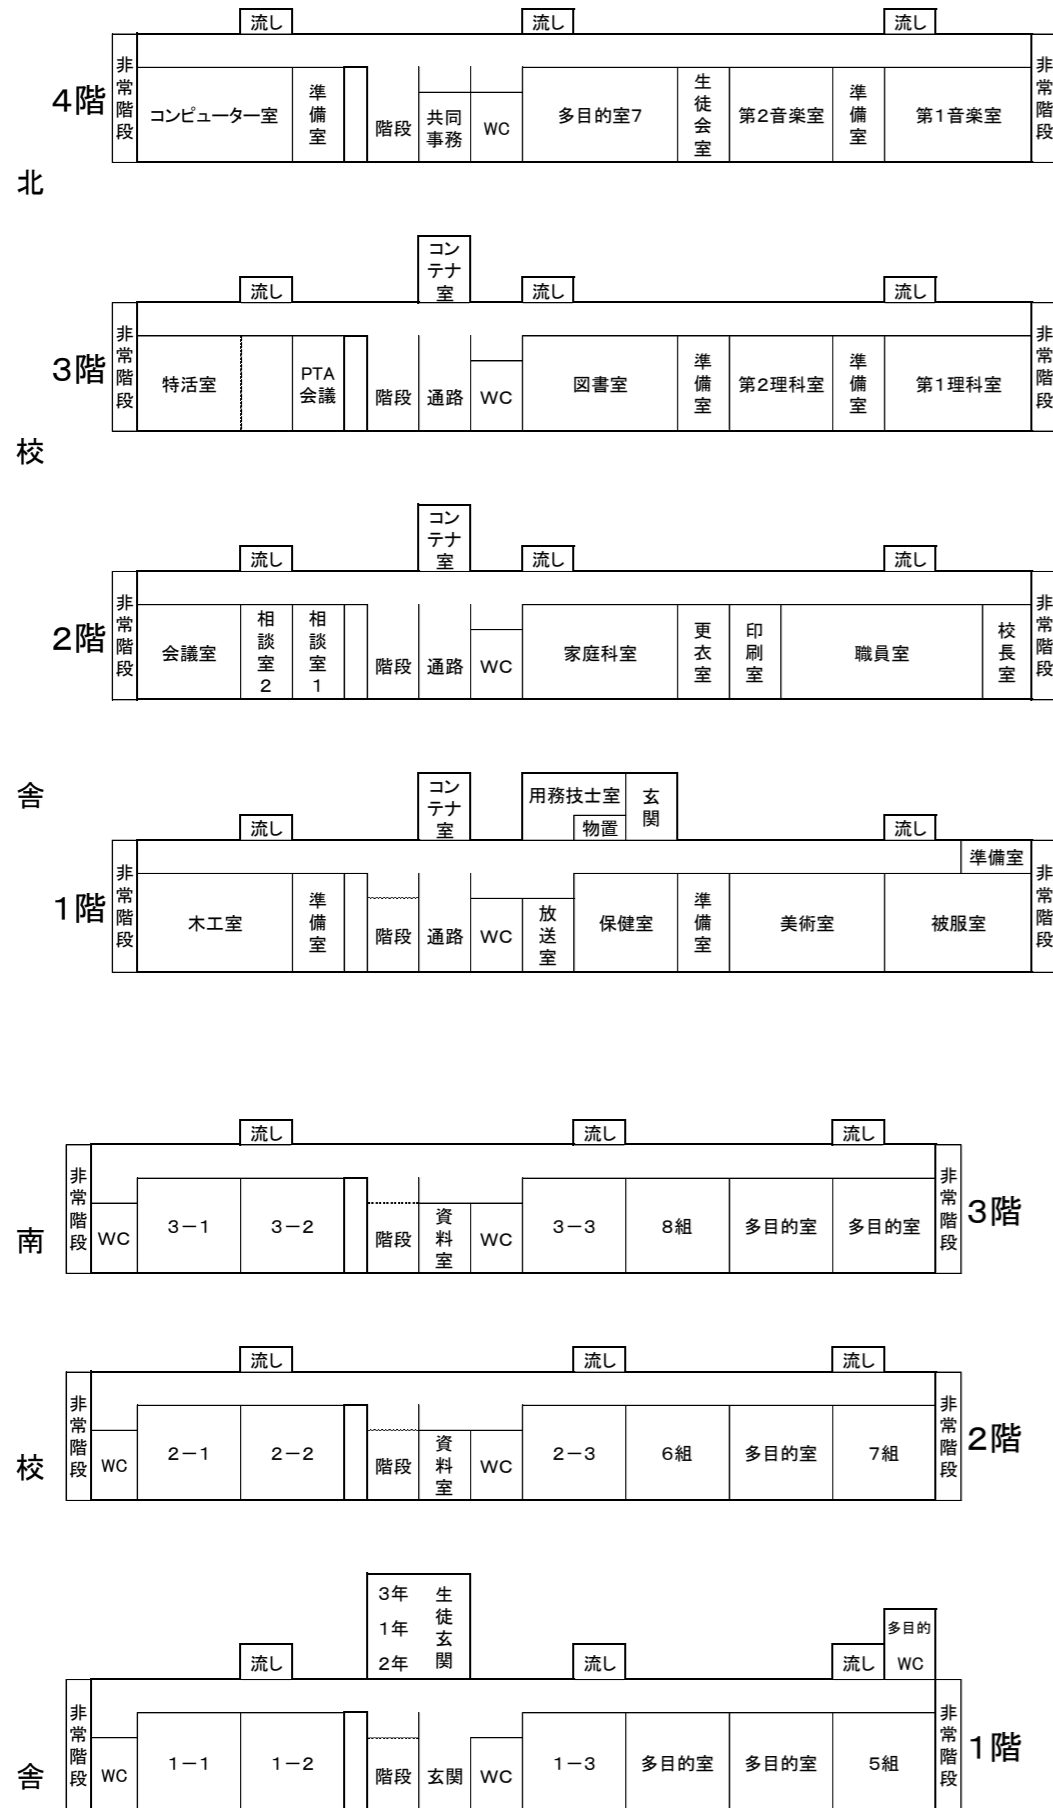 北校舎
4階
流し
流し
流し
非常階段
コンピューター室
準備室
階段
共同
事務
WC
多目的室7
生徒会室
第2音楽室
準備室
第1音楽室
非常階段
3階
流し
コンテナ室
流し
流し
非常階段
特活室
PTA
会議
階段
通路
WC
図書室
準備室
第2理科室
準備室
第1理科室
非常階段
2階
流し
コンテナ室
流し
流し
非常階段
会議室
相談室2
相談室1
階段
通路
WC
家庭科室
更衣室
印刷室
職員室
校長室
非常階段
1階
流し
コンテナ室
用務技士室
物置
玄関
流し
準備室
非常階段
木工室
準備室
階段
通路
WC
放送室
保健室
準備室
美術室
被服室
非常階段
南校舎
流し
流し
流し
非常階段
WC
3-1
3-2
階段
資料室
WC
3-3
8組
多目的室
多目的室
非常階段
3階
流し
流し
流し
非常階段
WC
2-1
2-2
階段
資料室
WC
2-3
6組
多目的室
7組
非常階段
2階
流し
3年
1年
2年
生徒玄関
流し
流し
多目的
WC
非常階段
WC
1-1
1-2
階段
玄関
WC
1-3
多目的室
多目的室
5組
非常階段
1階